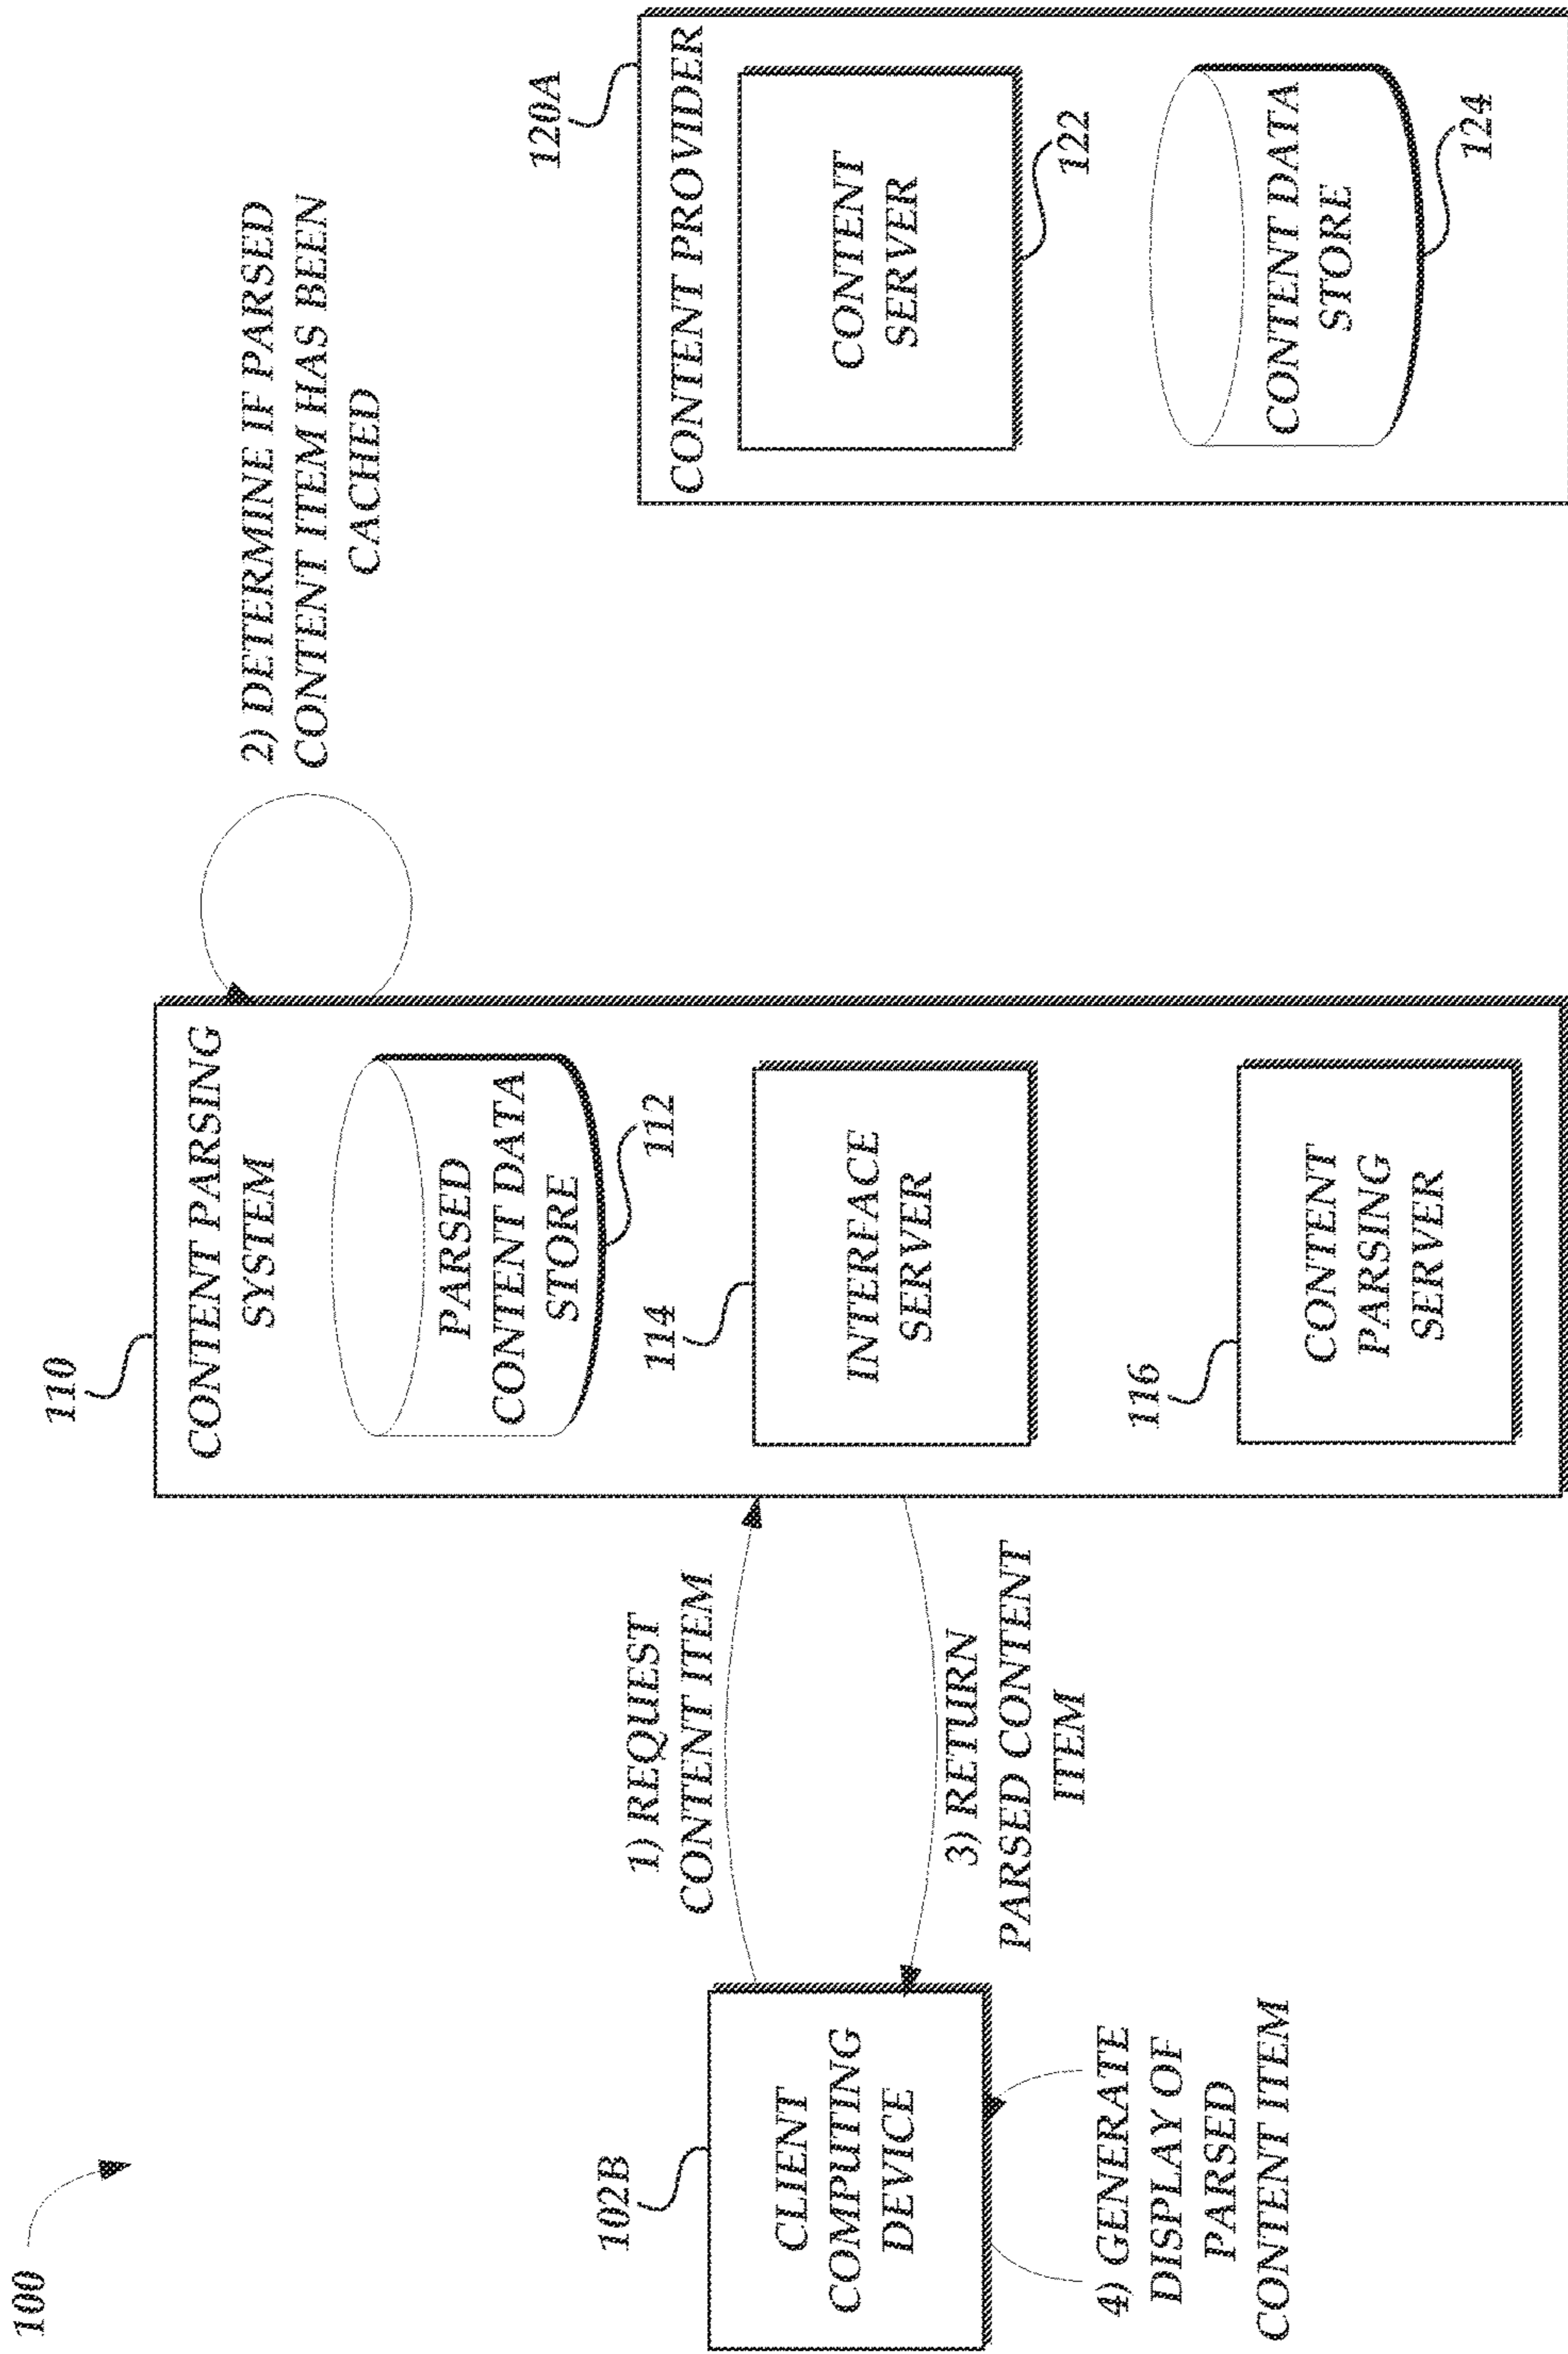 100
102B
CLIENT
COMPUTING
DEVICE
4) GENERATE
DISPLAY OF
PARSED
CONTENT ITEM
1) REQUEST
CONTENT ITEM
3) RETURN
PARSED CONTENT
ITEM
110
CONTENT PARSING
SYSTEM
PARSED
CONTENT DATA
STORE
112
114
INTERFACE
SERVER
116
CONTENT
PARSING
SERVER
2) DETERMINE IF PARSED
CONTENT ITEM HAS BEEN
CACHED
120A
CONTENT PROVIDER
CONTENT
SERVER
122
CONTENT DATA
STORE
124